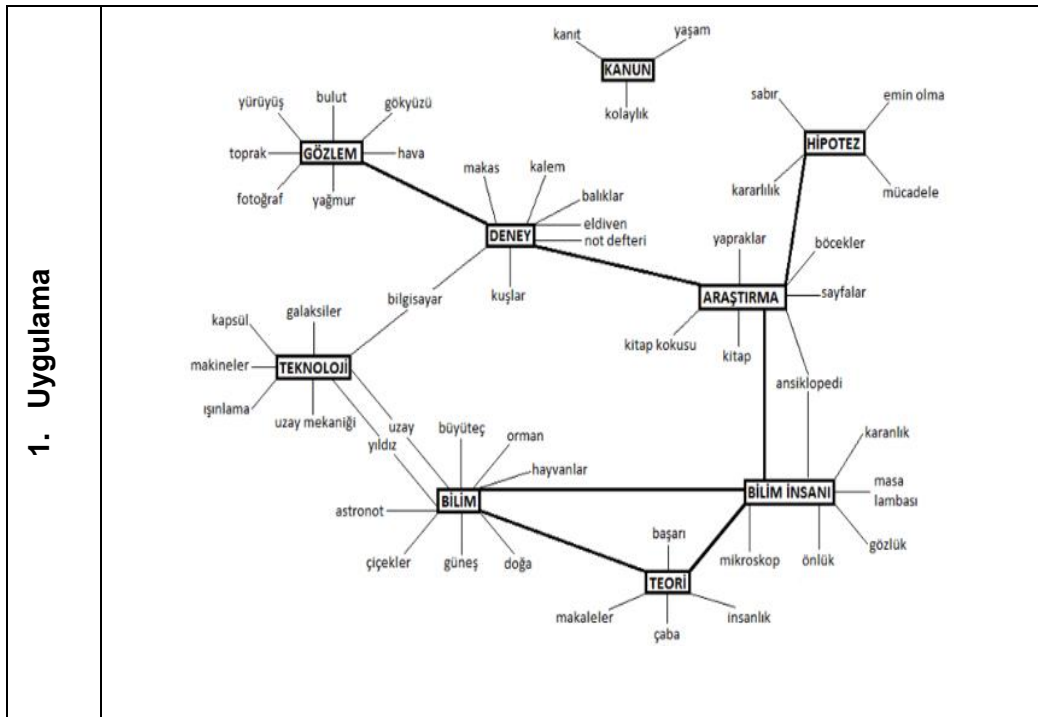 1. Uygulama
kanıt
yaşam
KANUN
kolaylık
sabır
emin olma
HİPOTEZ
kararlılık
mücadele
yürüyüş
bulut
gökyüzü
toprak
GÖZLEM
hava
fotoğraf
yağmur
makas
kalem
balıklar
eldiven
DENEY
not defteri
kuşlar
yapraklar
böcekler
ARAŞTIRMA
sayfalar
kitap kokusu
kitap
ansiklopedi
bilgisayar
kapsül
galaksiler
makineler
TEKNOLOJİ
ışınlama
uzay mekaniği
yıldız
uzay
büyüteç
orman
hayvanlar
astronot
BİLİM
çiçekler
güneş
doğa
karanlık
BİLİM İNSANI
masa
lambası
mikroskop
önlük
gözlük
başarı
TEORİ
makaleler
çaba
insanlık